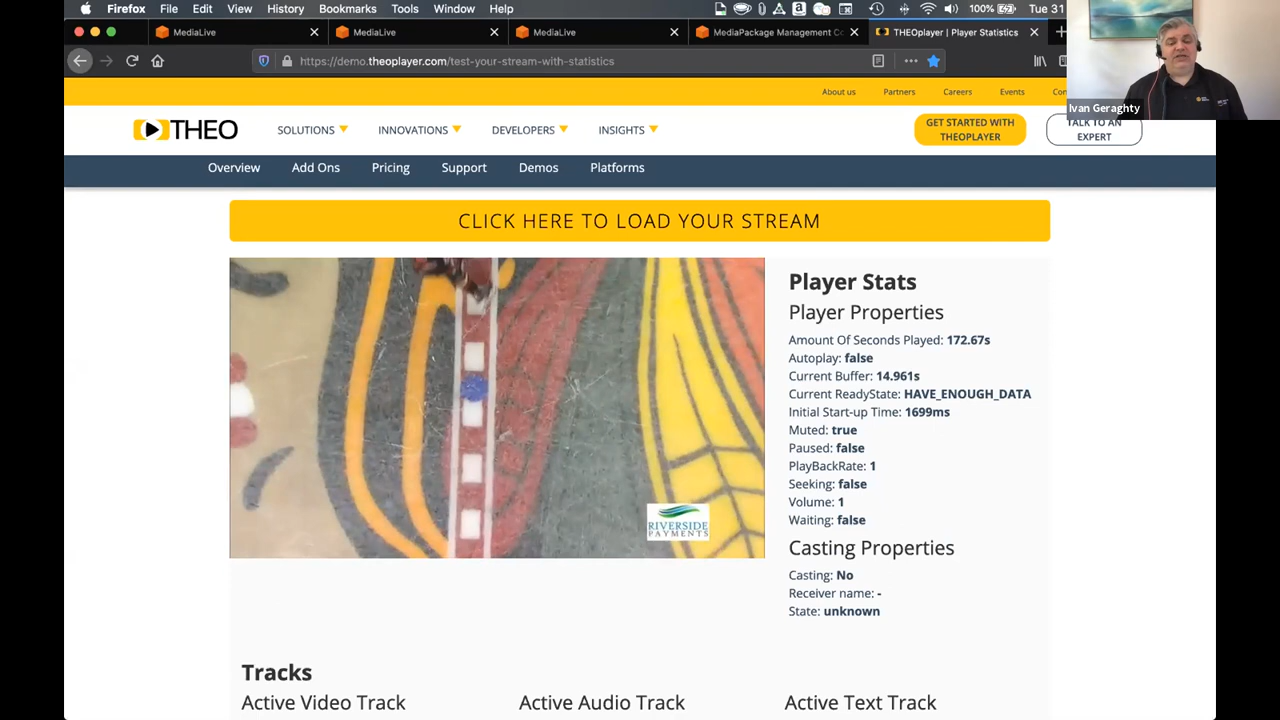 Firefox File Edit View History Bookmarks Tools Window Help 100% Tue 31
MediaLive
MediaLive
MediaLive
MediaPackage Management Co
THEOplayer | Player Statistics
https://demo.theoplayer.com/test-your-stream-with-statistics
Ivan Geraghty
About us Partners Careers Events Con
THEO
SOLUTIONS INNOVATIONS DEVELOPERS INSIGHTS
GET STARTED WITH
THEOPLAYER
TALK TO AN
EXPERT
Overview Add Ons Pricing Support Demos Platforms
CLICK HERE TO LOAD YOUR STREAM
RIVERSIDE
PAYMENTS
Player Stats
Player Properties
Amount Of Seconds Played: 172.67s
Autoplay: false
Current Buffer: 14.961s
Current ReadyState: HAVE_ENOUGH_DATA
Initial Start-up Time: 1699ms
Muted: true
Paused: false
PlayBackRate: 1
Seeking: false
Volume: 1
Waiting: false
Casting Properties
Casting: No
Receiver name: -
State: unknown
Tracks
Active Video Track Active Audio Track Active Text Track